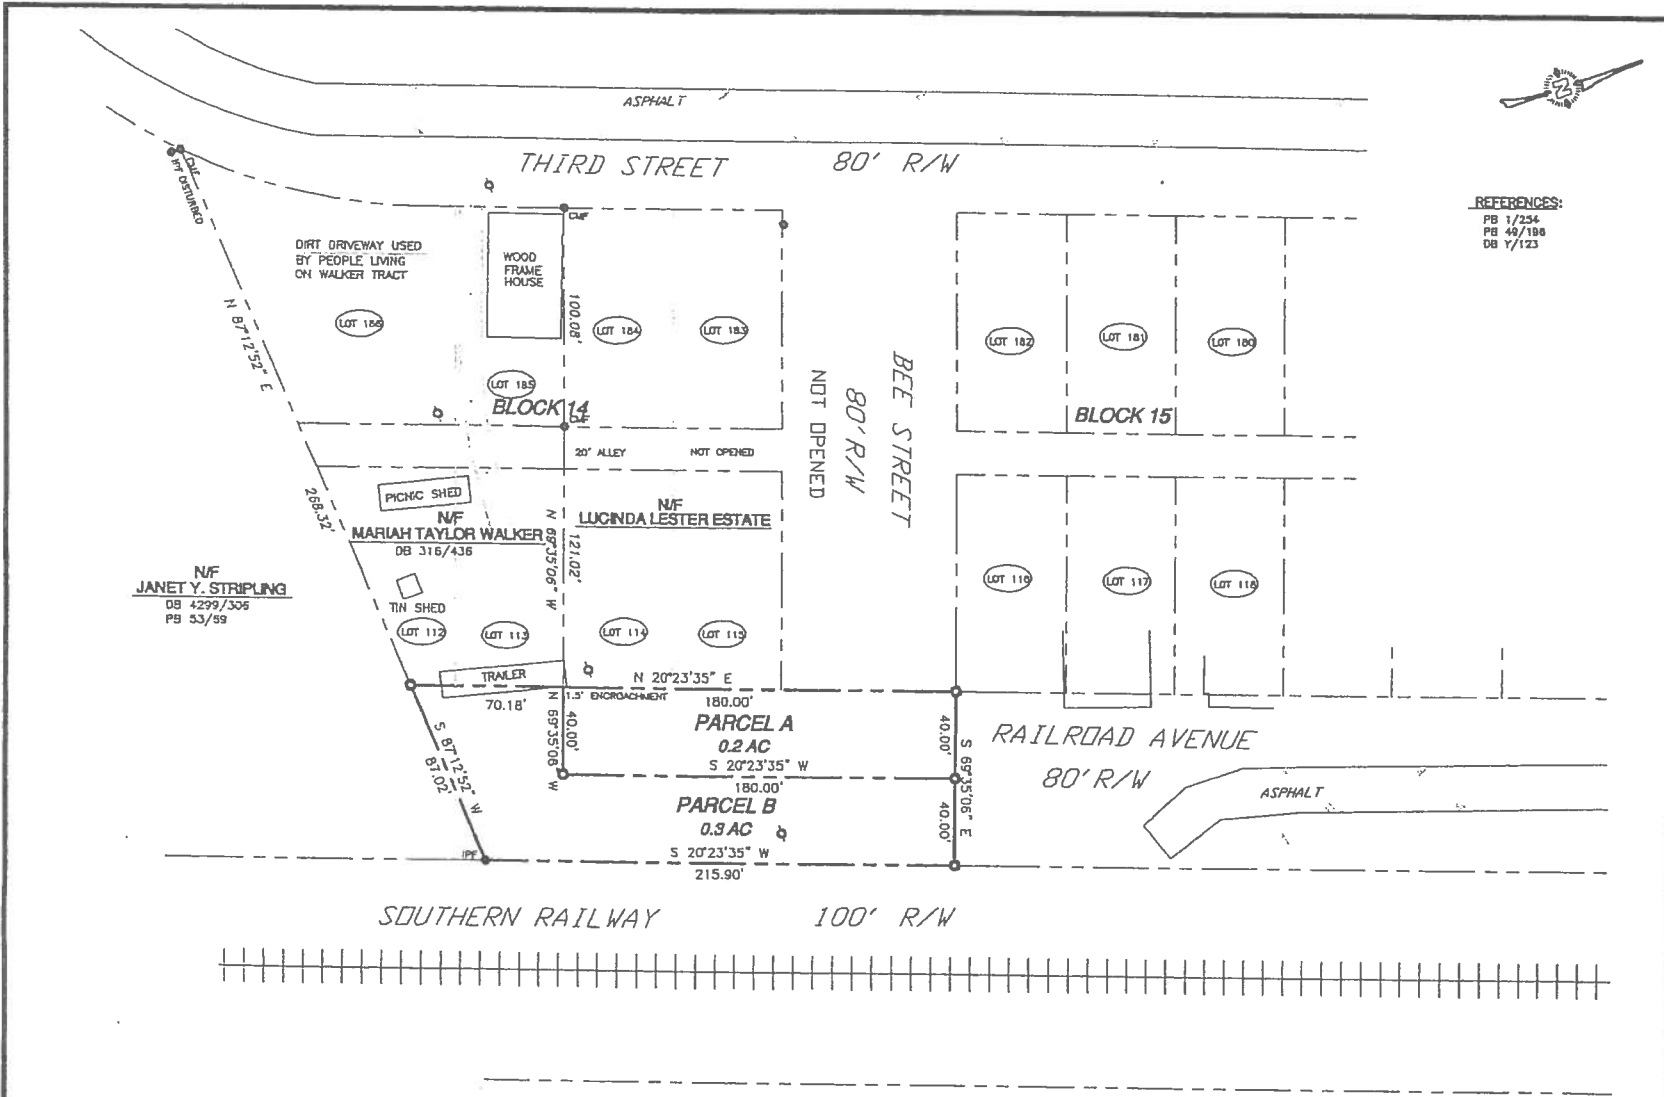 ASPHALT
THIRD STREET 80' R/W
CMF
HPF DISTURBED
CMF
REFERENCES:
PB 1/254
PB 49/198
DB Y/123
DIRT DRIVEWAY USED
BY PEOPLE LIVING
ON WALKER TRACT
WOOD
FRAME
HOUSE
N 87°12'52" E
268.32'
100.08'
LOT 186
LOT 184
LOT 183
LOT 182
LOT 181
LOT 180
LOT 185
BLOCK 14
CMF
BLOCK 15
BEE STREET
80' R/W
NOT OPENED
20' ALLEY NOT OPENED
PICNIC SHED
N/F
MARIAH TAYLOR WALKER
DB 316/436
N/F
LUCINDA LESTER ESTATE
N 69°35'06" W
121.02'
N/F
JANET Y. STRIPLING
DB 4299/305
PB 53/59
TIN SHED
LOT 112
LOT 113
LOT 114
LOT 115
LOT 116
LOT 117
LOT 118
TRAILER
N 20°23'35" E
1.5' ENCROACHMENT
70.18'
180.00'
N 69°35'06" W
40.00'
PARCEL A
0.2 AC
S 20°23'35" W
180.00'
40.00'
S 69°35'06" E
40.00'
RAILROAD AVENUE
80' R/W
ASPHALT
S 87°12'52" W
87.02'
PARCEL B
0.3 AC
IPF
S 20°23'35" W
215.90'
SOUTHERN RAILWAY 100' R/W